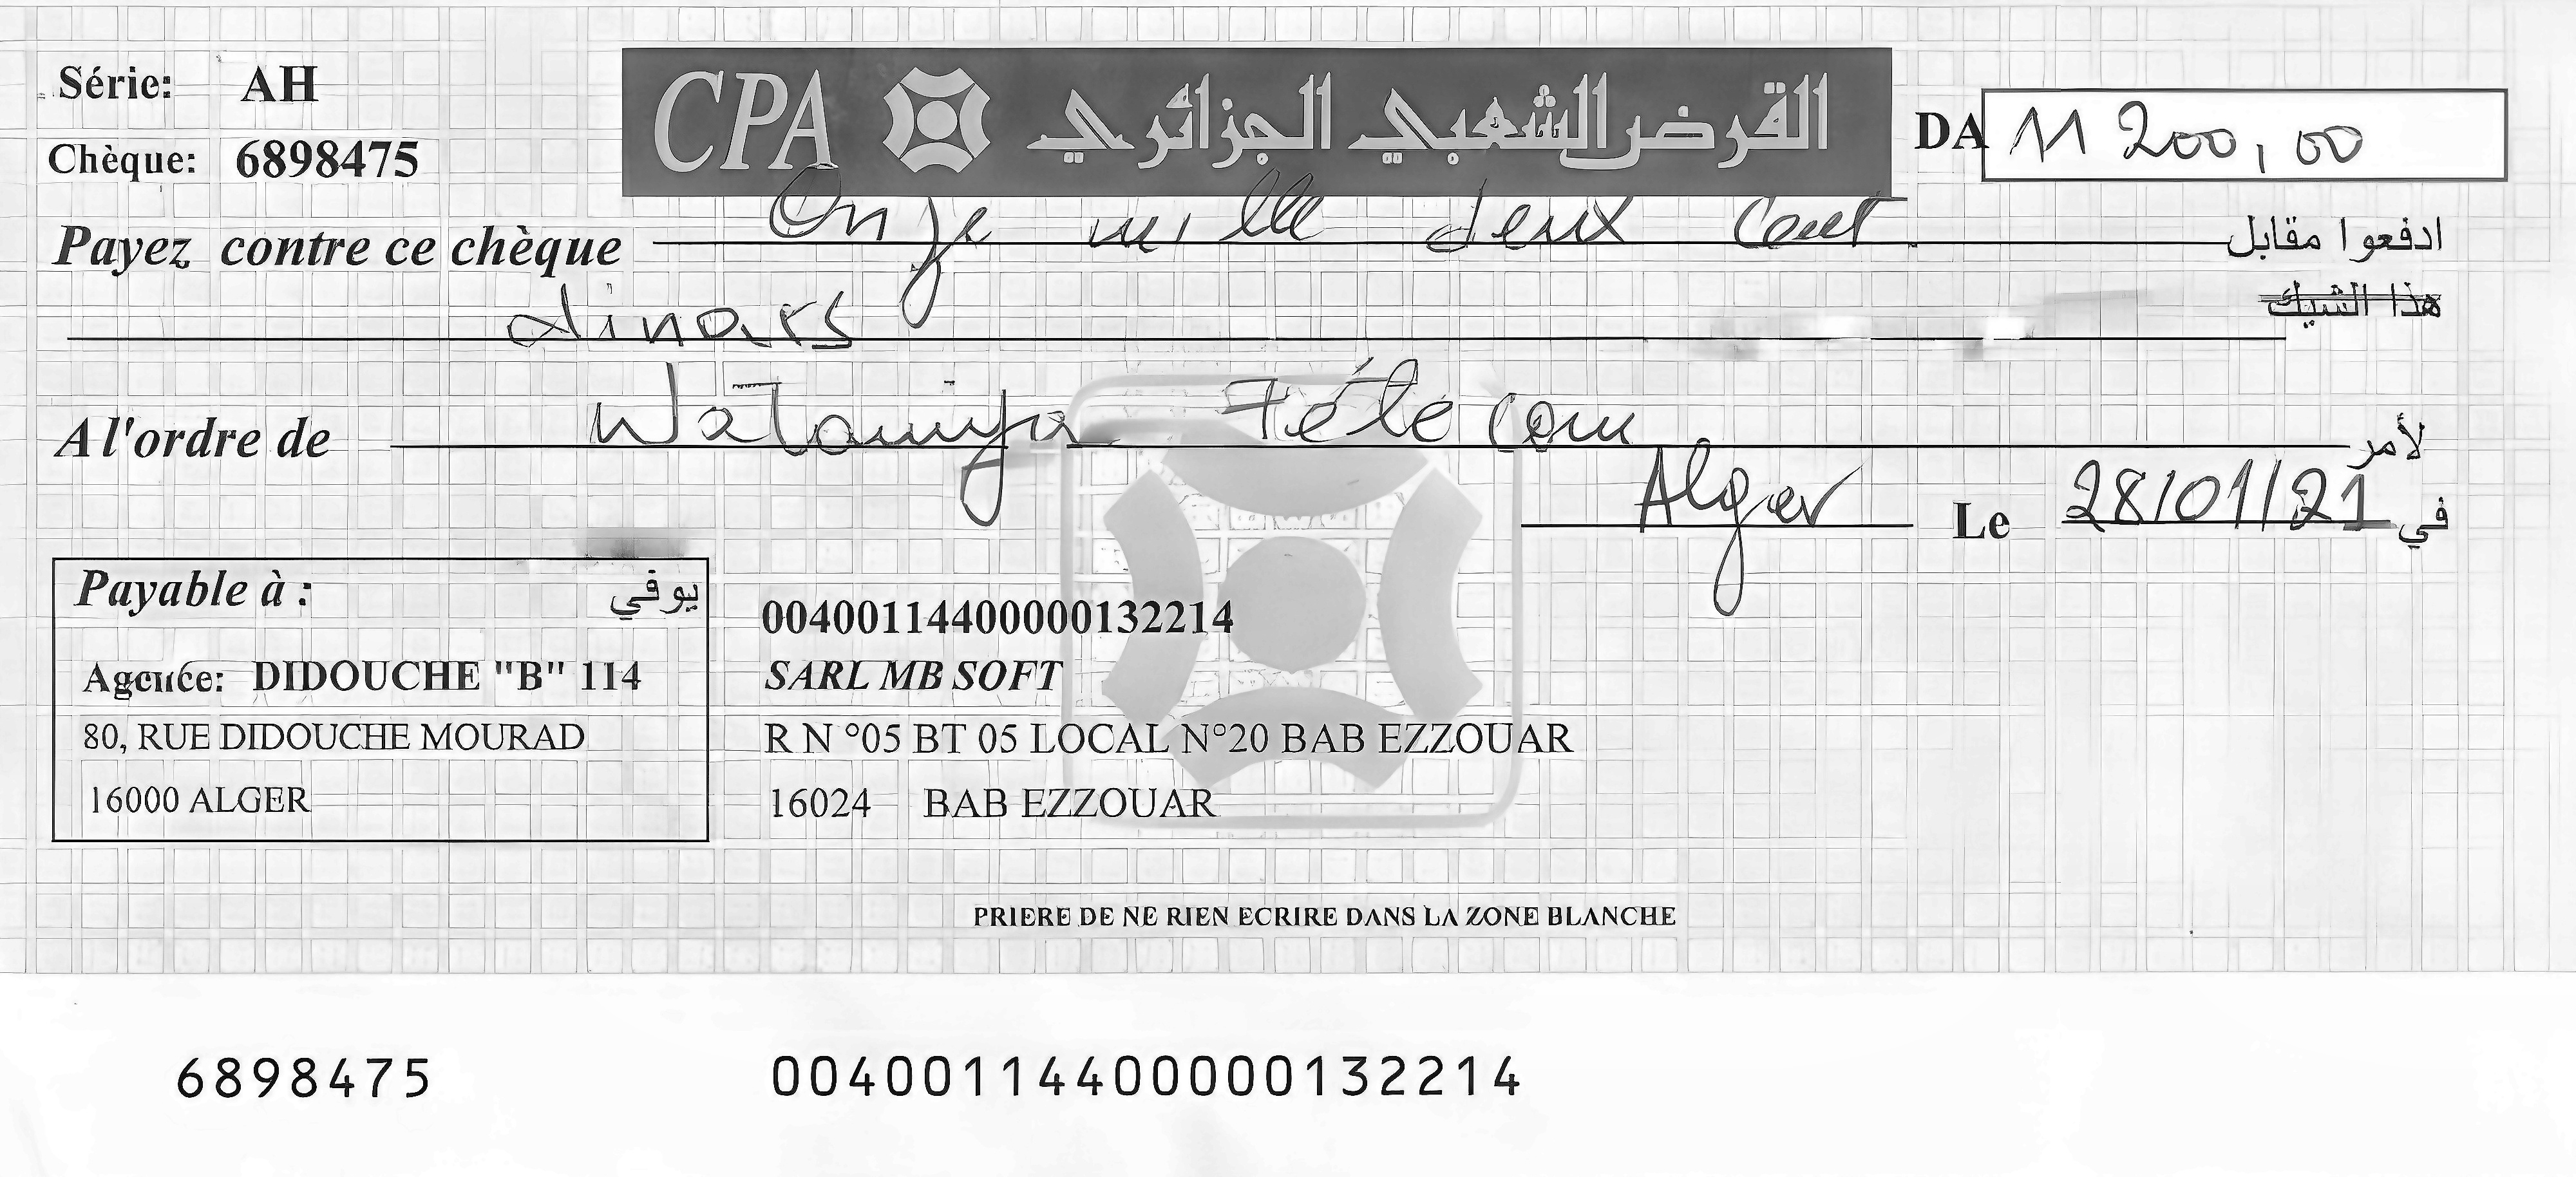 Série: AH
CPA القرض الشعبي الجزائري
DA 11 200,00
Chèque: 6898475
Payez contre ce chèque Onze mille deux cent ادفعوا مقابل
dinars هذا الشيك
A l'ordre de Wataniya Télécom لأمر
Alger Le 28/01/21 في
Payable à : يوفي
Agence: DIDOUCHE "B" 114
80, RUE DIDOUCHE MOURAD
16000 ALGER
00400114400000132214
SARL MB SOFT
R N °05 BT 05 LOCAL N°20 BAB EZZOUAR
16024 BAB EZZOUAR
PRIERE DE NE RIEN ECRIRE DANS LA ZONE BLANCHE
6898475 00400114400000132214